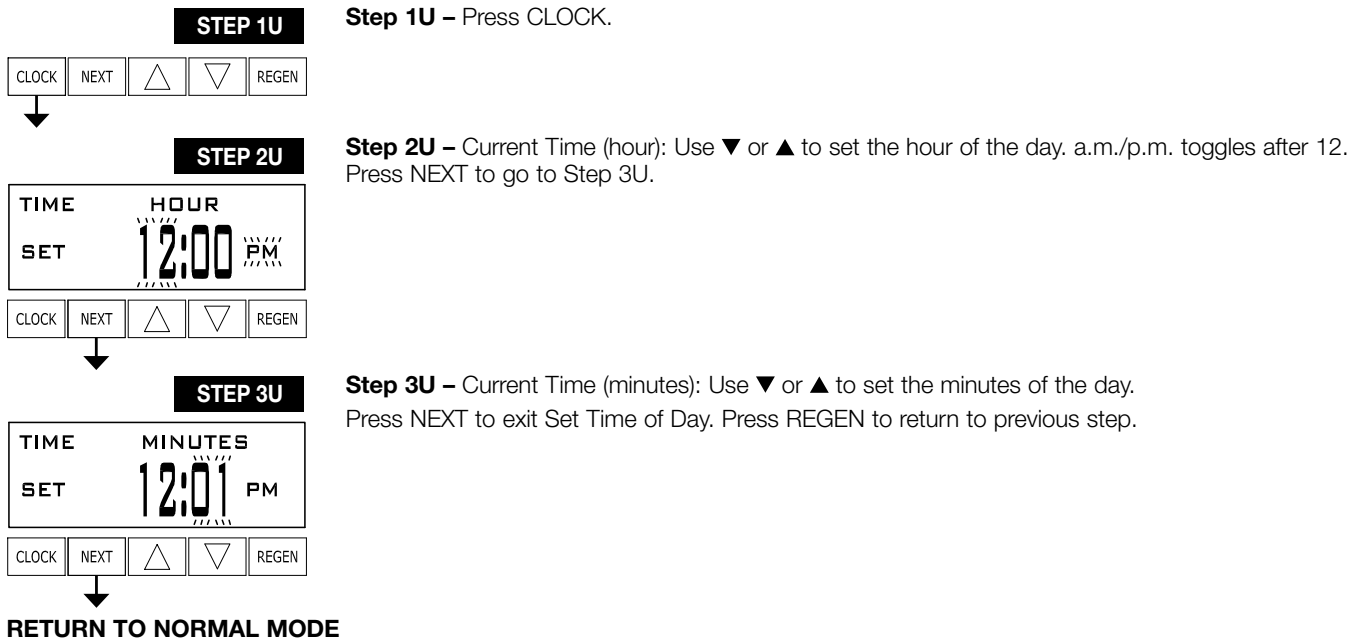 STEP 1U
Step 1U – Press CLOCK.
CLOCK NEXT △ ▽ REGEN
STEP 2U
Step 2U – Current Time (hour): Use ▼ or ▲ to set the hour of the day. a.m./p.m. toggles after 12.
Press NEXT to go to Step 3U.
TIME HOUR
SET 12:00 PM
CLOCK NEXT △ ▽ REGEN
STEP 3U
Step 3U – Current Time (minutes): Use ▼ or ▲ to set the minutes of the day.
Press NEXT to exit Set Time of Day. Press REGEN to return to previous step.
TIME MINUTES
SET 12:01 PM
CLOCK NEXT △ ▽ REGEN
RETURN TO NORMAL MODE